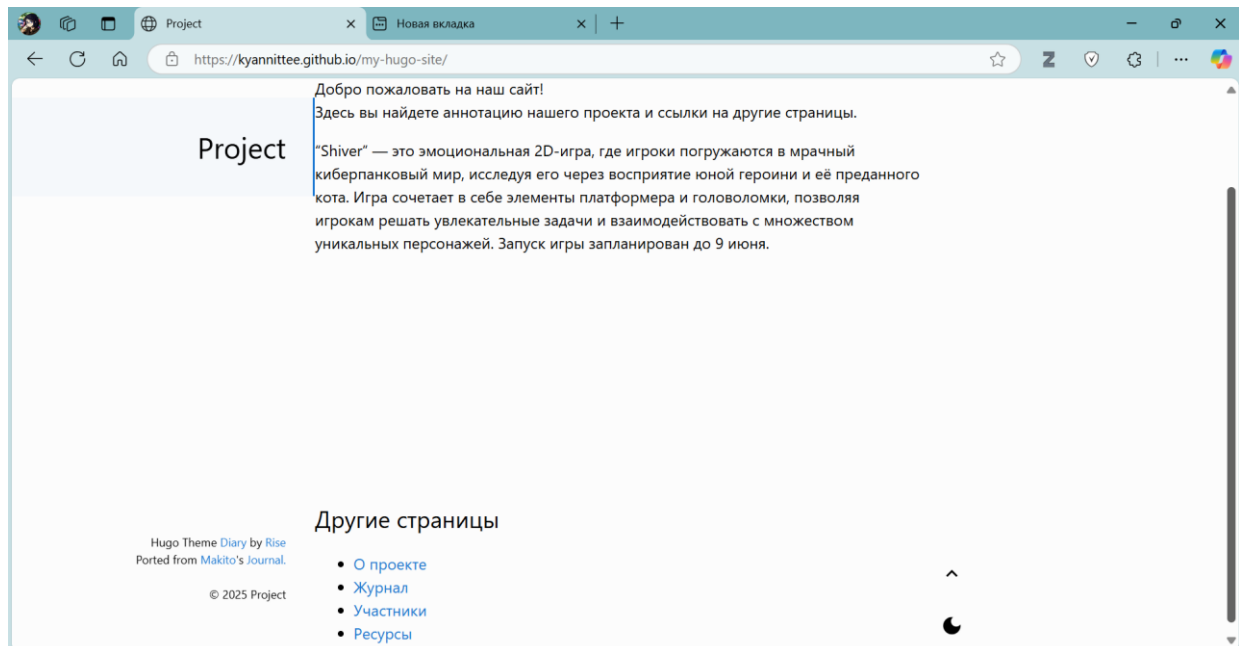 Project
Новая вкладка
https://kyannittee.github.io/my-hugo-site/
Project
Добро пожаловать на наш сайт!
Здесь вы найдете аннотацию нашего проекта и ссылки на другие страницы.
“Shiver” — это эмоциональная 2D-игра, где игроки погружаются в мрачный
киберпанковый мир, исследуя его через восприятие юной героини и её преданного
кота. Игра сочетает в себе элементы платформера и головоломки, позволяя
игрокам решать увлекательные задачи и взаимодействовать с множеством
уникальных персонажей. Запуск игры запланирован до 9 июня.
Другие страницы
О проекте
Журнал
Участники
Ресурсы
Hugo Theme Diary by Rise
Ported from Makito's Journal.
© 2025 Project